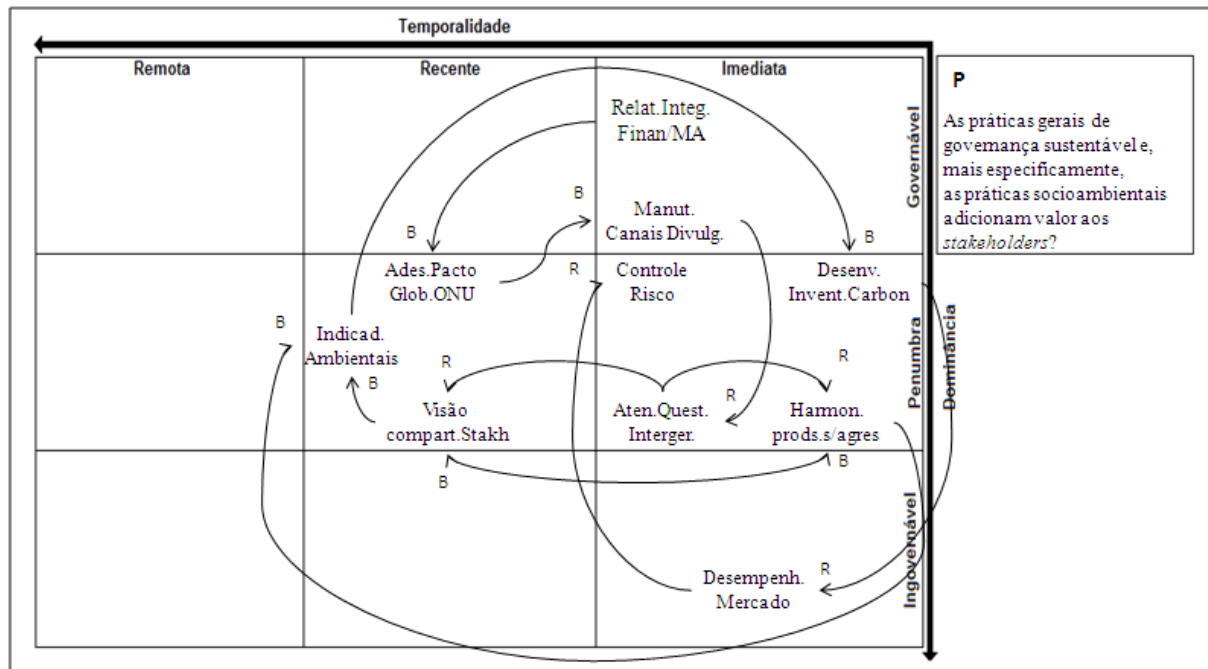 Temporalidade
Remota
Recente
Imediata
P
As práticas gerais de
governança sustentável e,
mais especificamente,
as práticas socioambientais
adicionam valor aos
stakeholders?
Relat.Integ.
Finan/MA
Governável
B
Manut.
Canais Divulg.
B
B
Ades.Pacto
Glob.ONU
R
Controle
Risco
Desenv.
Invent.Carbon
B
Indicad.
Ambientais
Penumbra
Dominância
R
R
B
R
Visão
compart.Stakh
Aten.Quest.
Interger.
Harmon.
prods.s/agres
B
B
Ingovernável
Desempenh.
Mercado
R